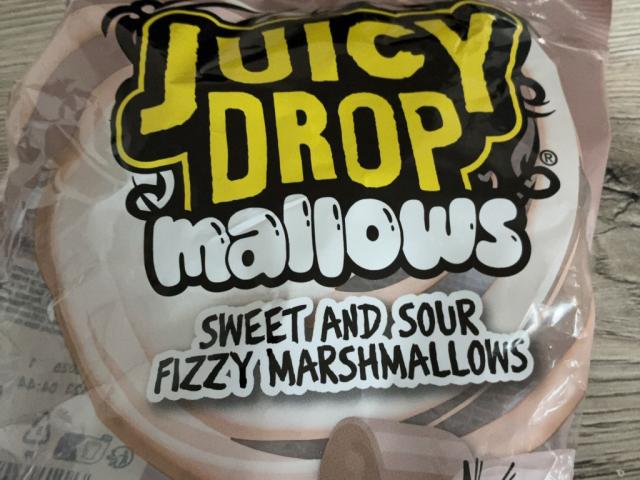 JUICY
DROP®
mallows
SWEET AND SOUR
FIZZY MARSHMALLOWS